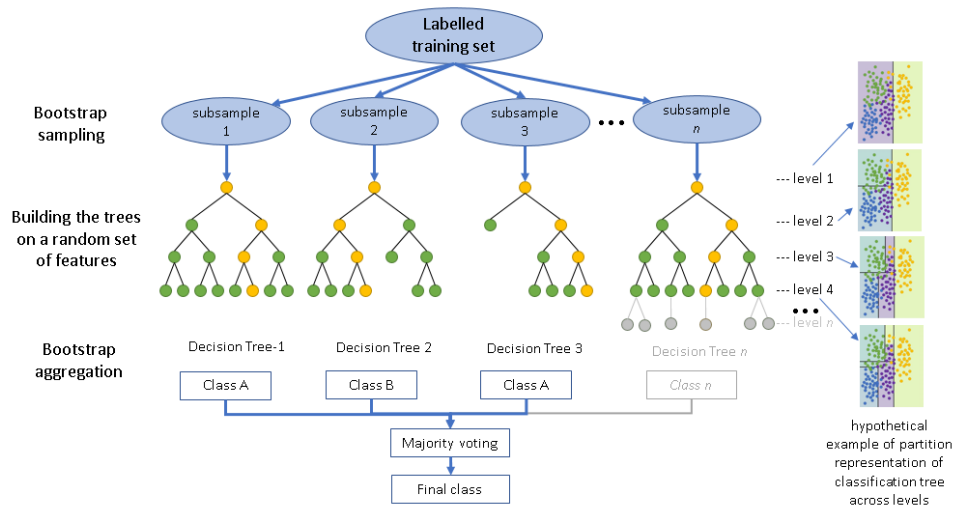 Labelled
training set
Bootstrap
sampling
subsample
1
subsample
2
subsample
3
•••
subsample
n
Building the trees
on a random set
of features
--- level 1
--- level 2
--- level 3
--- level 4
•••
--- level n
Bootstrap
aggregation
Decision Tree-1
Decision Tree 2
Decision Tree 3
Decision Tree n
Class A
Class B
Class A
Class n
Majority voting
Final class
hypothetical
example of partition
representation of
classification tree
across levels